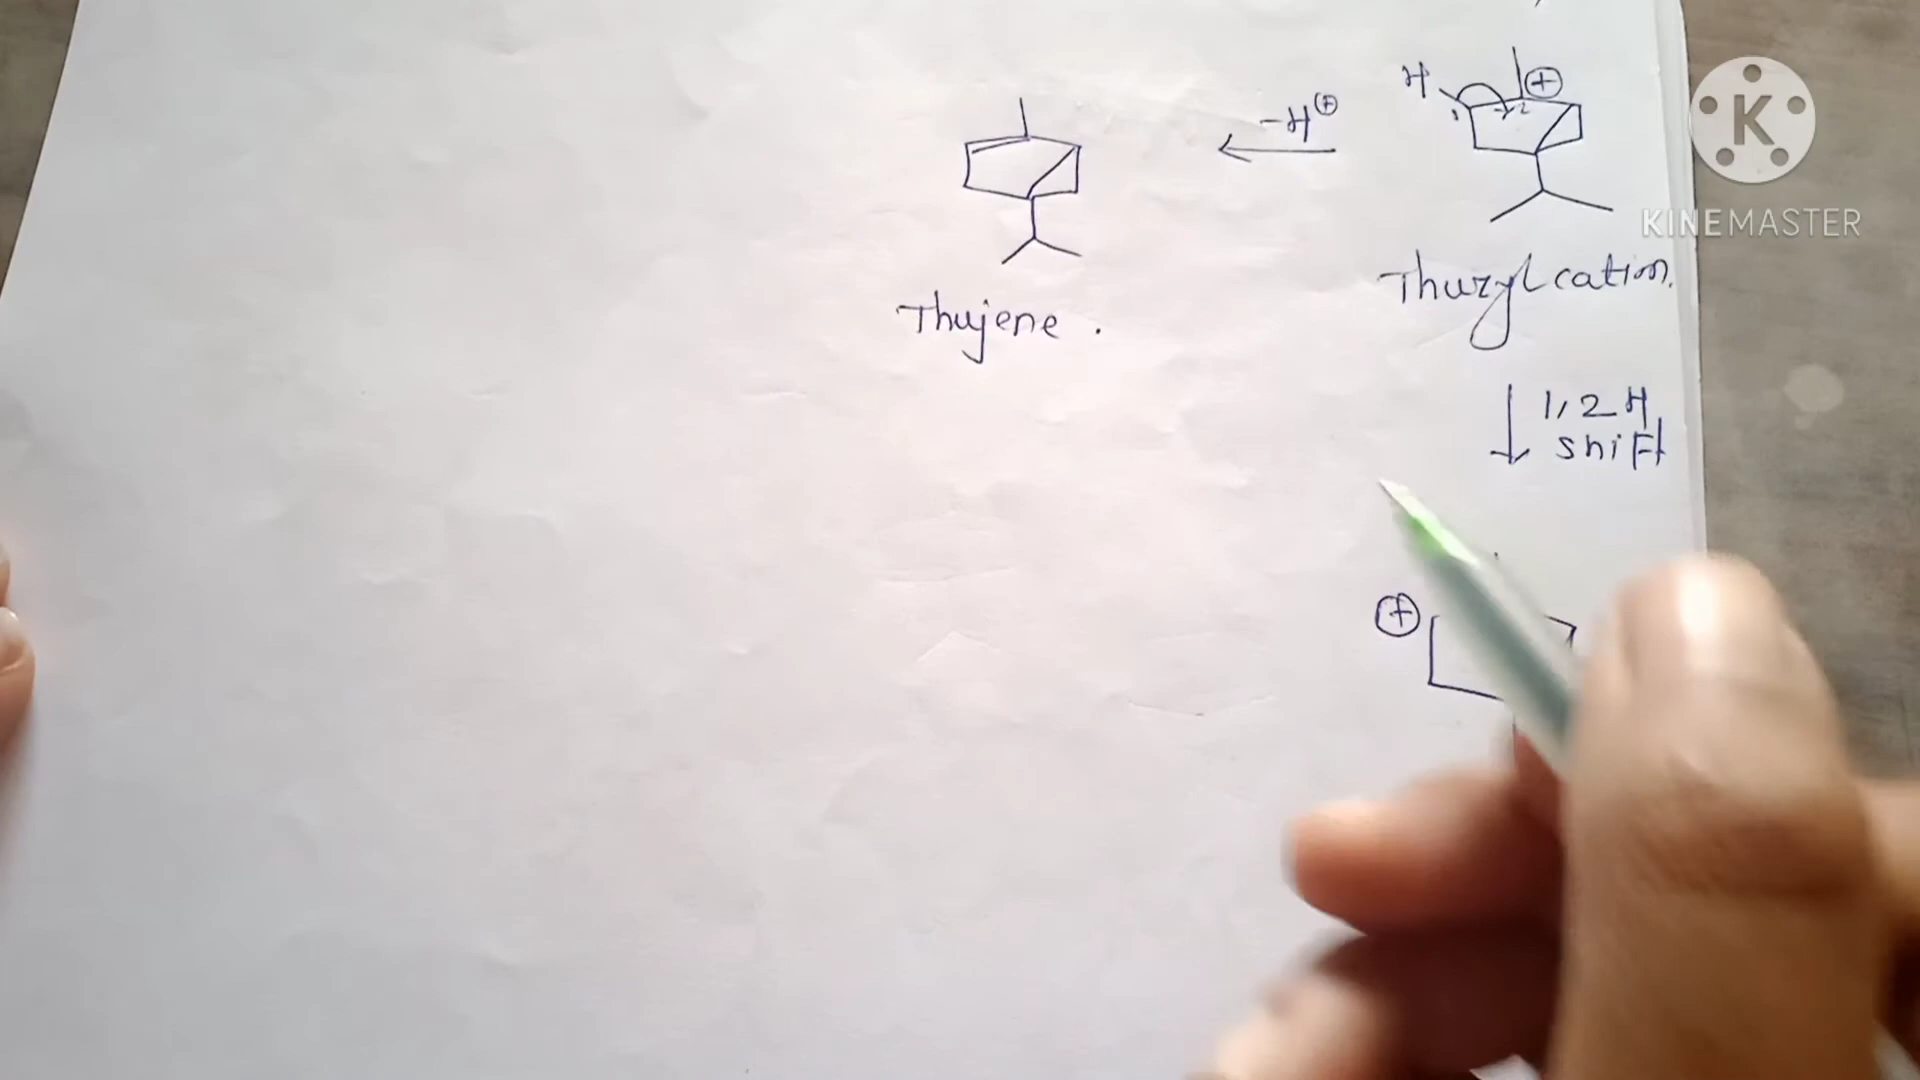 H
⊕
1
2
-H⊕
K
KINEMASTER
Thuzyl cation.
Thujene .
1,2 H
shift
⊕